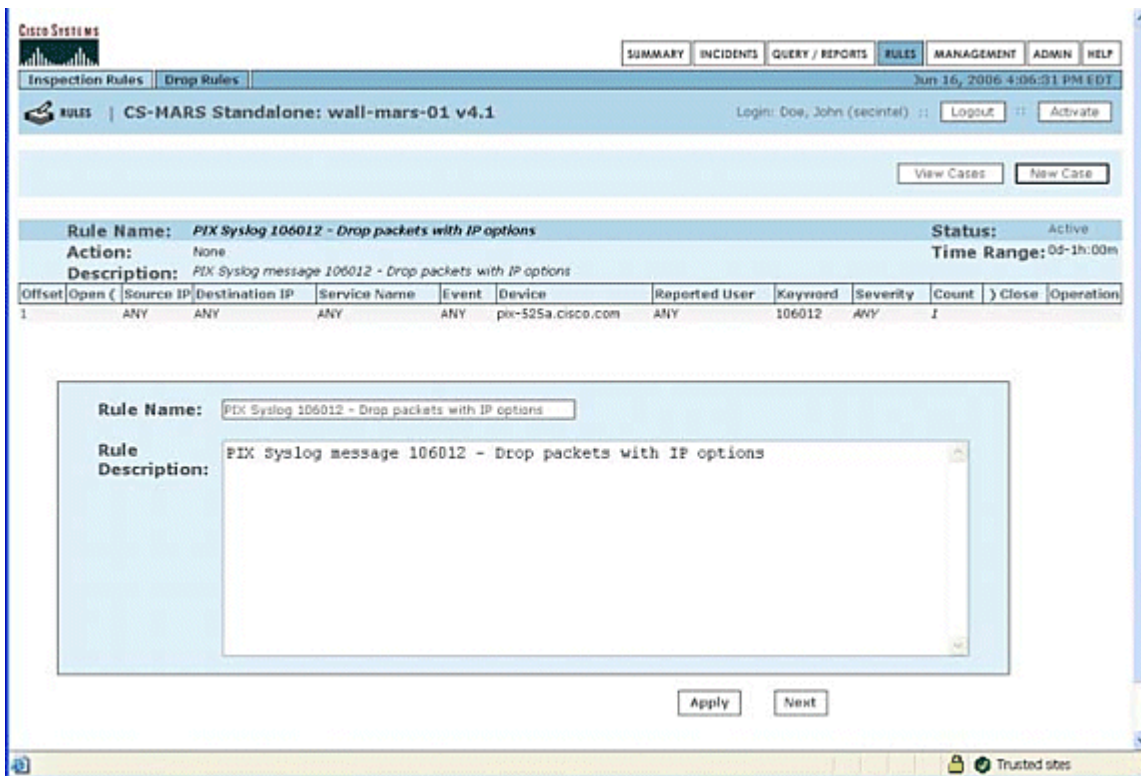 CISCO SYSTEMS
SUMMARY INCIDENTS QUERY / REPORTS RULES MANAGEMENT ADMIN HELP
Inspection Rules Drop Rules Jun 16, 2006 4:06:31 PM EDT
RULES | CS-MARS Standalone: wall-mars-01 v4.1 Login: Doe, John (secintel) :: Logout :: Activate
View Cases New Case
Rule Name: PIX Syslog 106012 - Drop packets with IP options Status: Active
Action: None Time Range: 0d-1h:00m
Description: PIX Syslog message 106012 - Drop packets with IP options
Offset Open ( Source IP Destination IP Service Name Event Device Reported User Keyword Severity Count ) Close Operation
1 ANY ANY ANY ANY pix-525a.cisco.com ANY 106012 ANY 1
Rule Name: PIX Syslog 106012 - Drop packets with IP options
Rule PIX Syslog message 106012 - Drop packets with IP options
Description:
Apply Next
Trusted sites